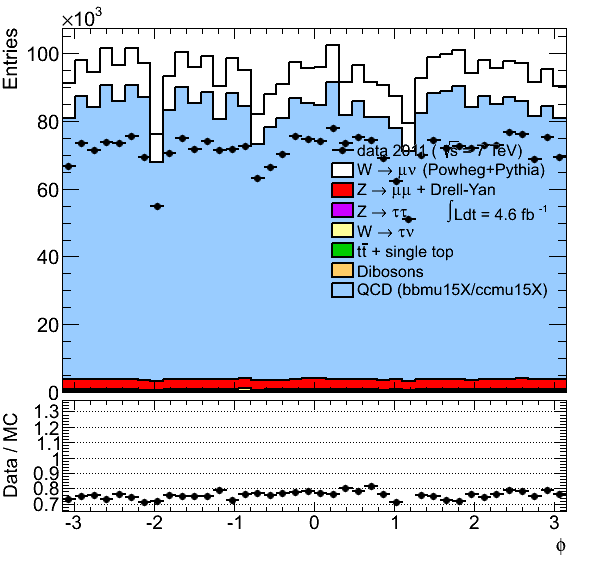 ×10³
Entries
100
80
60
40
20
0
data 2011 ( √s = 7 TeV)
W → μν (Powheg+Pythia)
Z → μμ + Drell-Yan
Z → ττ
∫Ldt = 4.6 fb⁻¹
W → τν
tt̄ + single top
Dibosons
QCD (bbmu15X/ccmu15X)
Data / MC
1.3
1.2
1.1
1
0.9
0.8
0.7
-3 -2 -1 0 1 2 3
ϕ